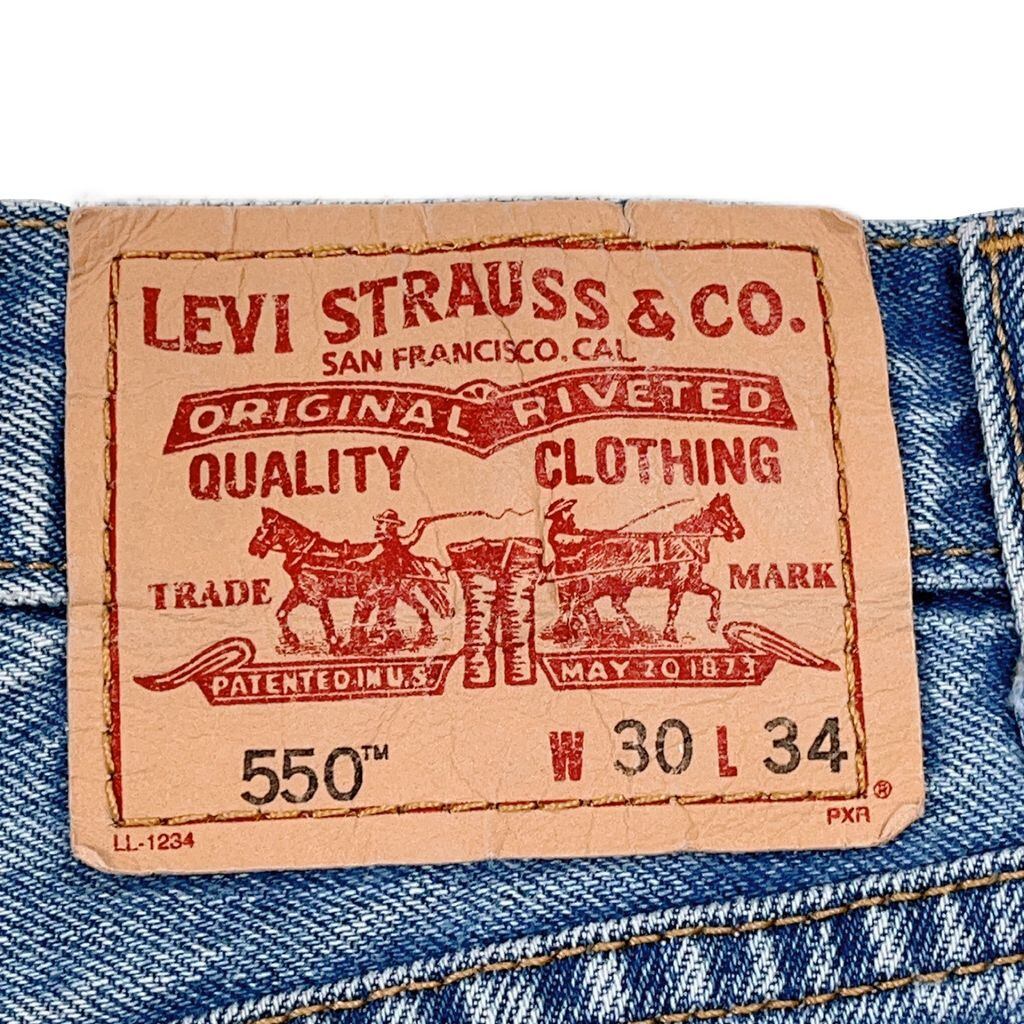 LEVI STRAUSS & CO.
SAN FRANCISCO, CAL
ORIGINAL RIVETED
QUALITY CLOTHING
TRADE MARK
PATENTED IN U.S. MAY 20 1873
550™ W 30 L 34
LL-1234 PXR ®